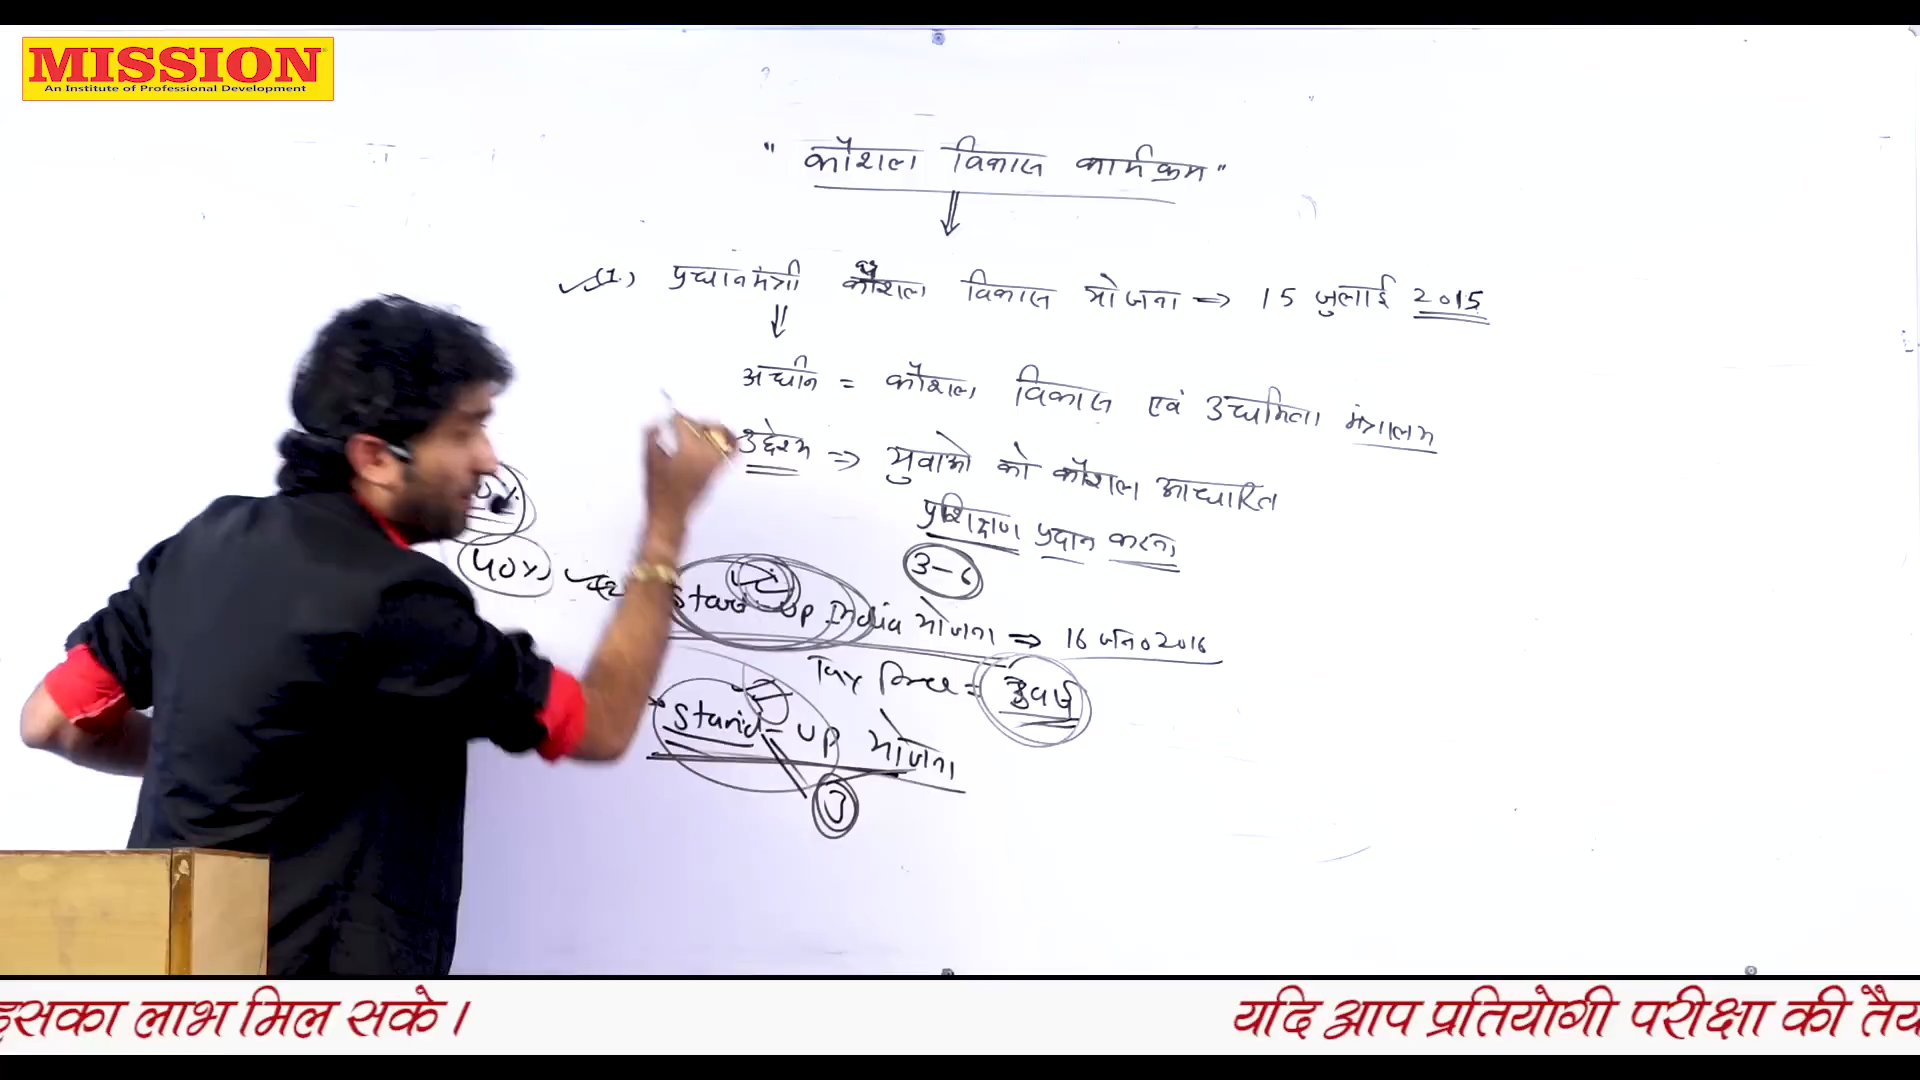 MISSION
An Institute of Professional Development
" कौशल विकास कार्यक्रम "
(1.) प्रधानमंत्री कौशल विकास योजना ⇒ 15 जुलाई 2015
अधीन = कौशल विकास एवं उद्यमिता मंत्रालय
उद्देश्य ⇒ युवाओ को कौशल आधारित
प्रशिक्षण प्रदान करना
3-6
40%
Start-up India योजना ⇒ 16 जन० 2016
Tax free = 3 वर्ष
Stand-up योजना
3
इसका लाभ मिल सके।
यदि आप प्रतियोगी परीक्षा की तैय